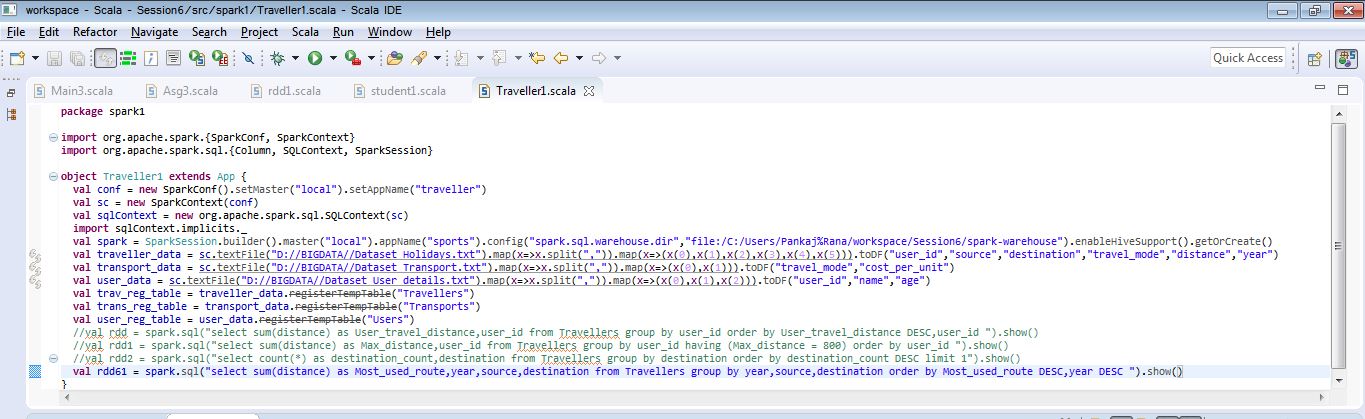 workspace - Scala - Session6/src/spark1/Traveller1.scala - Scala IDE
File Edit Refactor Navigate Search Project Scala Run Window Help
Quick Access
Main3.scala Asg3.scala rdd1.scala student1.scala Traveller1.scala
package spark1
import org.apache.spark.{SparkConf, SparkContext}
import org.apache.spark.sql.{Column, SQLContext, SparkSession}
object Traveller1 extends App {
val conf = new SparkConf().setMaster("local").setAppName("traveller")
val sc = new SparkContext(conf)
val sqlContext = new org.apache.spark.sql.SQLContext(sc)
import sqlContext.implicits._
val spark = SparkSession.builder().master("local").appName("sports").config("spark.sql.warehouse.dir","file:/C:/Users/Pankaj%Rana/workspace/Session6/spark-warehouse").enableHiveSupport().getOrCreate()
val traveller_data = sc.textFile("D://BIGDATA//Dataset_Holidays.txt").map(x=>x.split(",")).map(x=>(x(0),x(1),x(2),x(3),x(4),x(5))).toDF("user_id","source","destination","travel_mode","distance","year")
val transport_data = sc.textFile("D://BIGDATA//Dataset_Transport.txt").map(x=>x.split(",")).map(x=>(x(0),x(1))).toDF("travel_mode","cost_per_unit")
val user_data = sc.textFile("D://BIGDATA//Dataset_User_details.txt").map(x=>x.split(",")).map(x=>(x(0),x(1),x(2))).toDF("user_id","name","age")
val trav_reg_table = traveller_data.registerTempTable("Travellers")
val trans_reg_table = transport_data.registerTempTable("Transports")
val user_reg_table = user_data.registerTempTable("Users")
//val rdd = spark.sql("select sum(distance) as User_travel_distance,user_id from Travellers group by user_id order by User_travel_distance DESC,user_id ").show()
//val rdd1 = spark.sql("select sum(distance) as Max_distance,user_id from Travellers group by user_id having (Max_distance = 800) order by user_id ").show()
//val rdd2 = spark.sql("select count(*) as destination_count,destination from Travellers group by destination order by destination_count DESC limit 1").show()
val rdd61 = spark.sql("select sum(distance) as Most_used_route,year,source,destination from Travellers group by year,source,destination order by Most_used_route DESC,year DESC ").show()
}